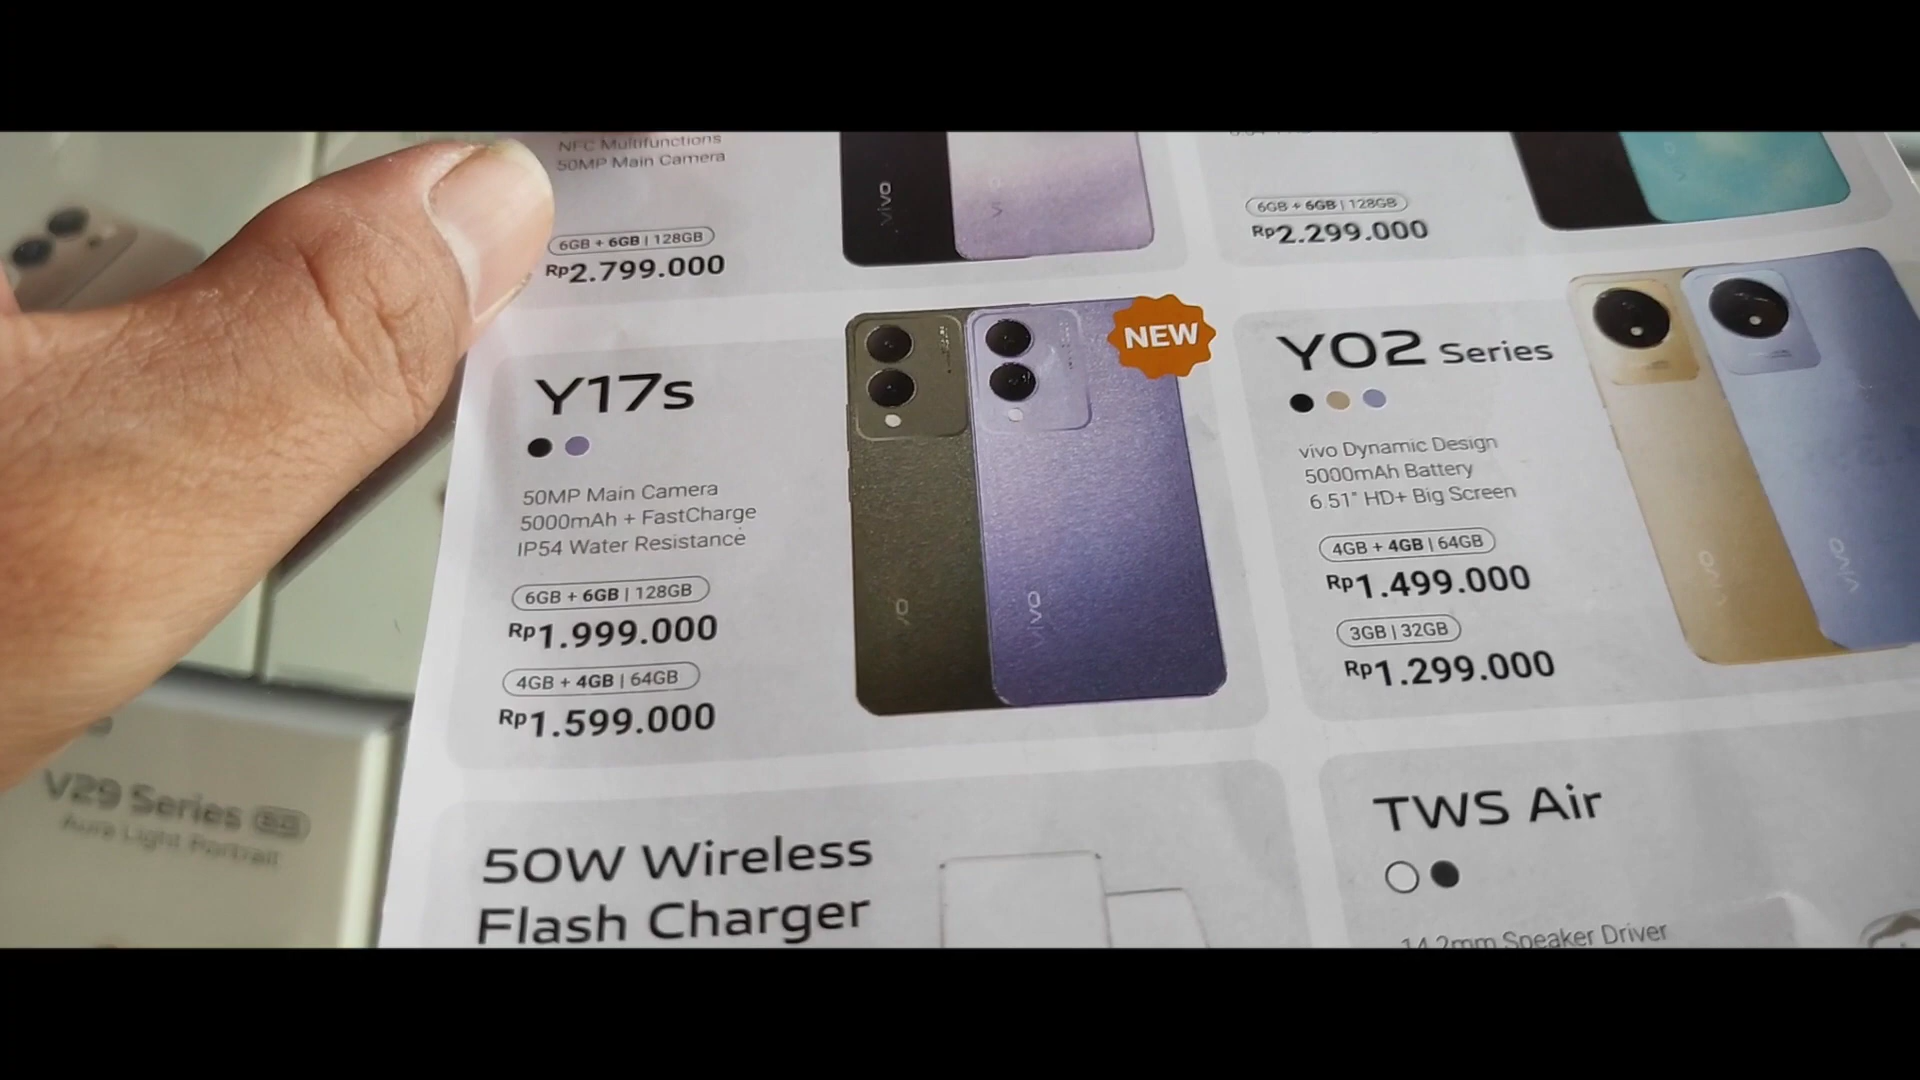 NFC Multifunctions
50MP Main Camera
6GB + 6GB | 128GB
Rp2.799.000
vivo
6GB + 6GB | 128GB
Rp2.299.000
Y17s
50MP Main Camera
5000mAh + FastCharge
IP54 Water Resistance
6GB + 6GB | 128GB
Rp1.999.000
4GB + 4GB | 64GB
Rp1.599.000
NEW
vivo
Y02 Series
vivo Dynamic Design
5000mAh Battery
6.51" HD+ Big Screen
4GB + 4GB | 64GB
Rp1.499.000
3GB | 32GB
Rp1.299.000
vivo
vivo
50W Wireless
Flash Charger
TWS Air
14.2mm Speaker Driver
V29 Series 5G
Aura Light Portrait